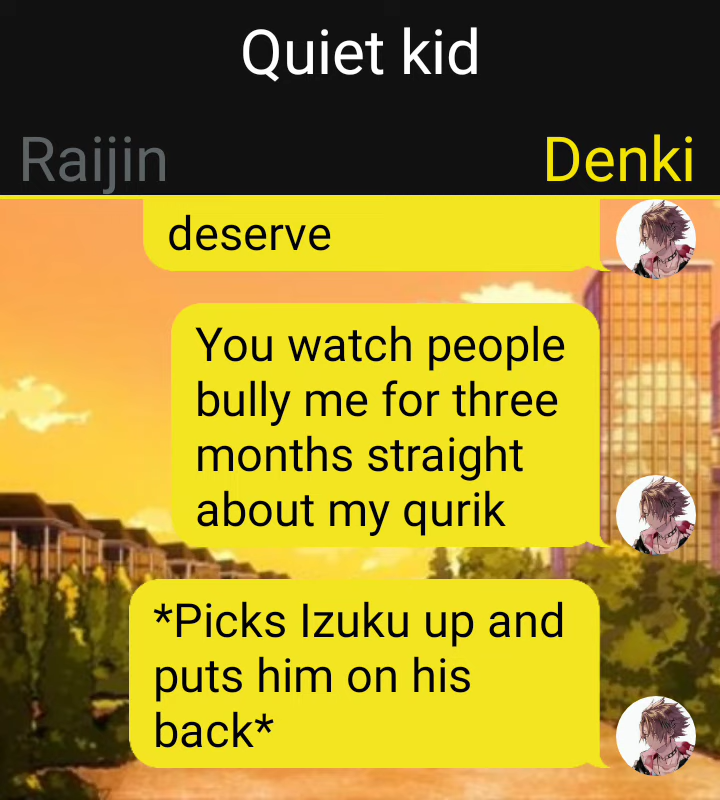 Quiet kid
Raijin
Denki
deserve
You watch people
bully me for three
months straight
about my qurik
*Picks Izuku up and
puts him on his
back*